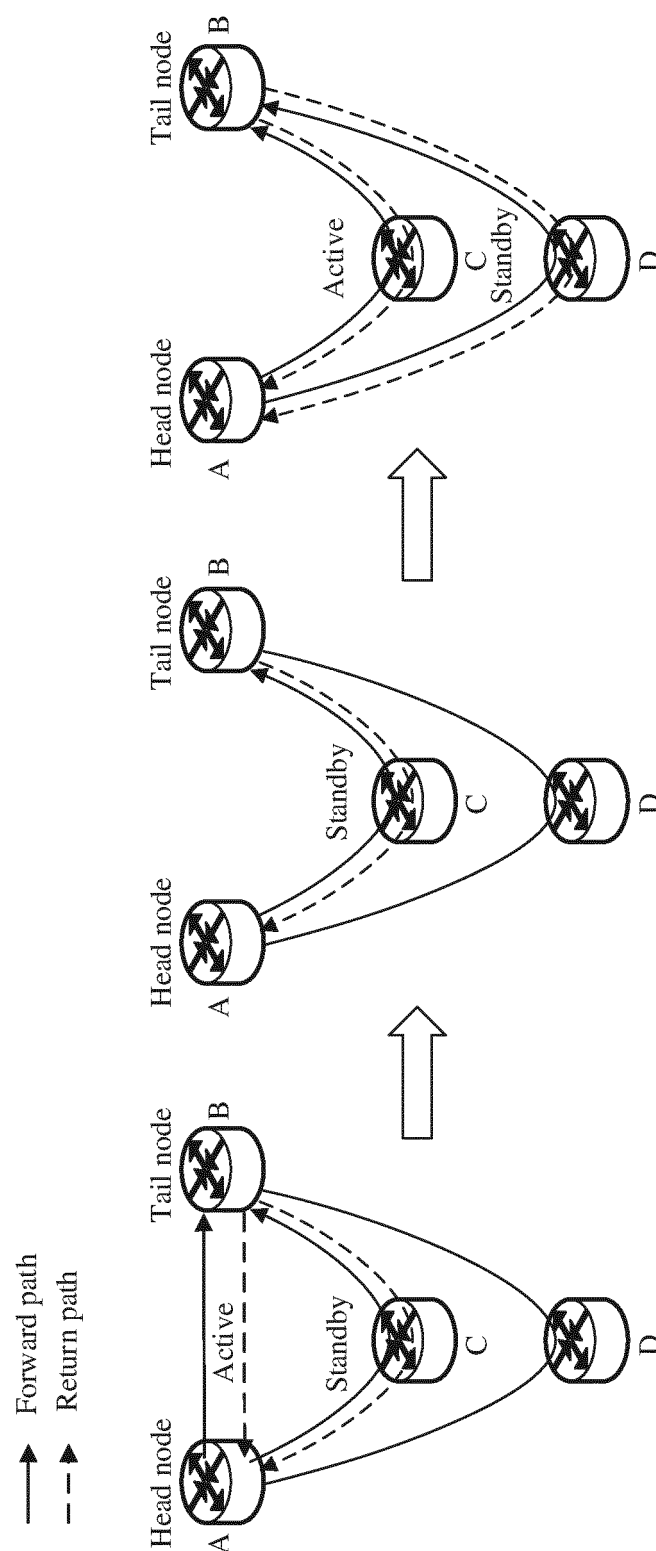 Forward path
Return path
Head node
A
Tail node
B
Active
Standby
C
D
Head node
A
Tail node
B
Standby
C
D
Head node
A
Tail node
B
Active
C
Standby
D